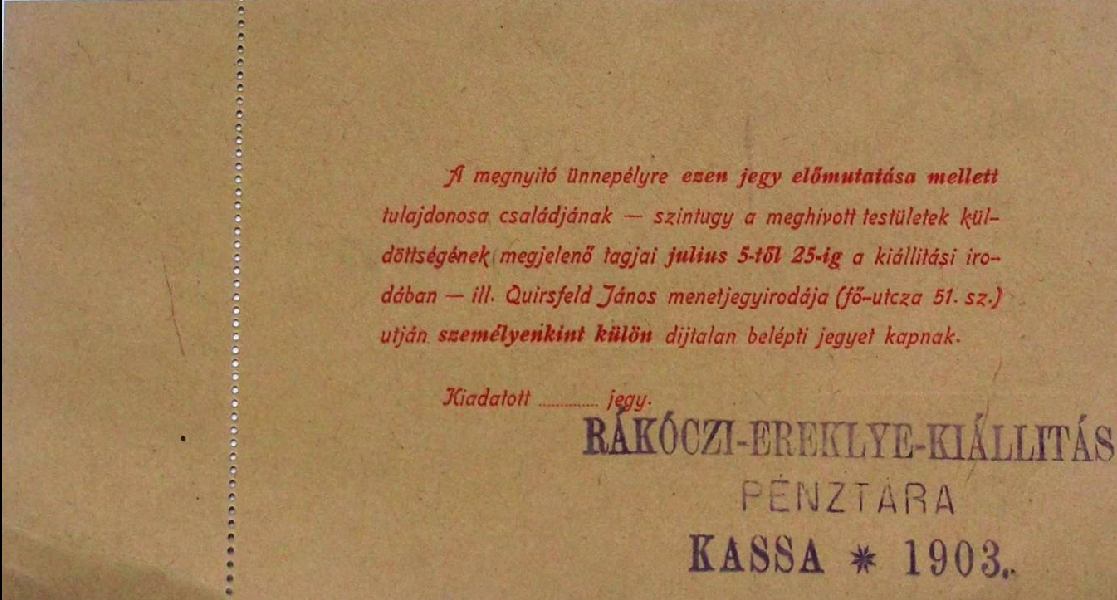 A megnyitó ünnepélyre ezen jegy előmutatása mellett
tulajdonosa családjának — szintugy a meghivott testületek kül-
döttségének megjelenő tagjai július 5-től 25-ig a kiállitási iro-
dában — ill. Quirsfeld János menetjegyirodája (fő-utcza 51. sz.)
utján személyenkint külön dijtalan belépti jegyet kapnak.
Kiadatott ............ jegy.
RÁKÓCZI-EREKLYE-KIÁLLITÁS
PÉNZTÁRA
KASSA * 1903.